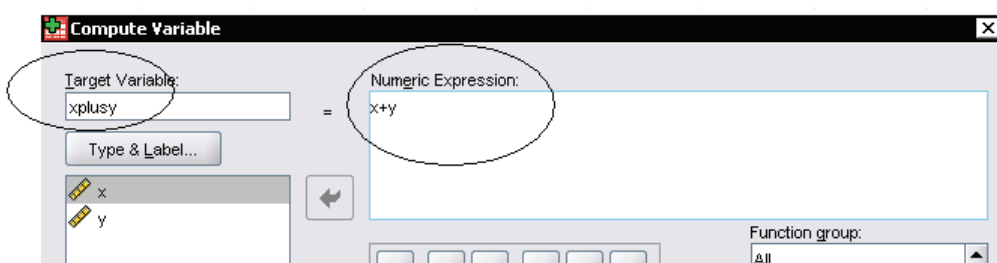 Compute Variable
Target Variable:
xplusy
=
Numeric Expression:
x+y
Type & Label...
x
y
Function group:
All